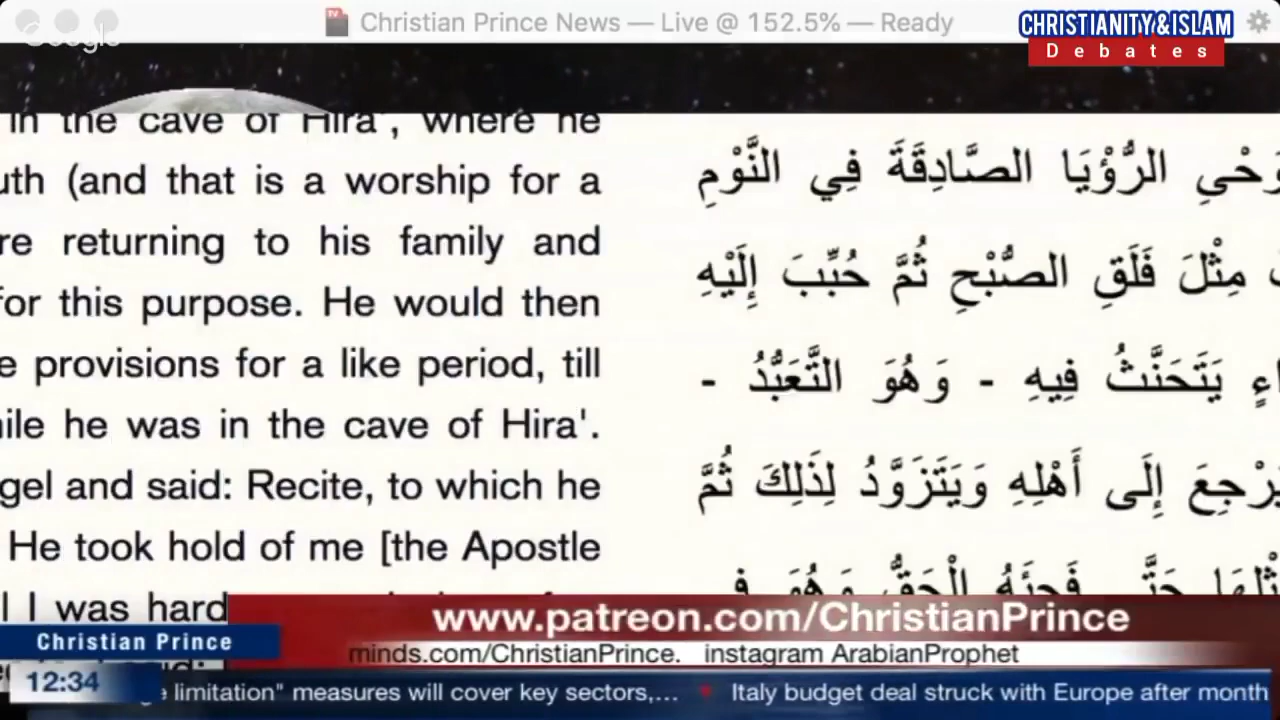 Christian Prince News — Live @ 152.5% — Ready
CHRISTIANITY & ISLAM
Debates
Google
in the cave of Hira', where he
uth (and that is a worship for a
re returning to his family and
for this purpose. He would then
e provisions for a like period, till
ile he was in the cave of Hira'.
gel and said: Recite, to which he
He took hold of me [the Apostle
I was hard
الرُّؤْيَا الصَّادِقَةَ فِي النَّوْمِ
مِثْلَ فَلَقِ الصُّبْحِ ثُمَّ حُبِّبَ إِلَيْهِ
يَتَحَنَّثُ فِيهِ - وَهُوَ التَّعَبُّدُ -
يَرْجِعَ إِلَى أَهْلِهِ وَيَتَزَوَّدُ لِذَلِكَ ثُمَّ
فَجِئَهُ الْحَقُّ وَهُوَ
www.patreon.com/ChristianPrince
Christian Prince
minds.com/ChristianPrince. instagram ArabianProphet
12:34
e limitation" measures will cover key sectors,... • Italy budget deal struck with Europe after month